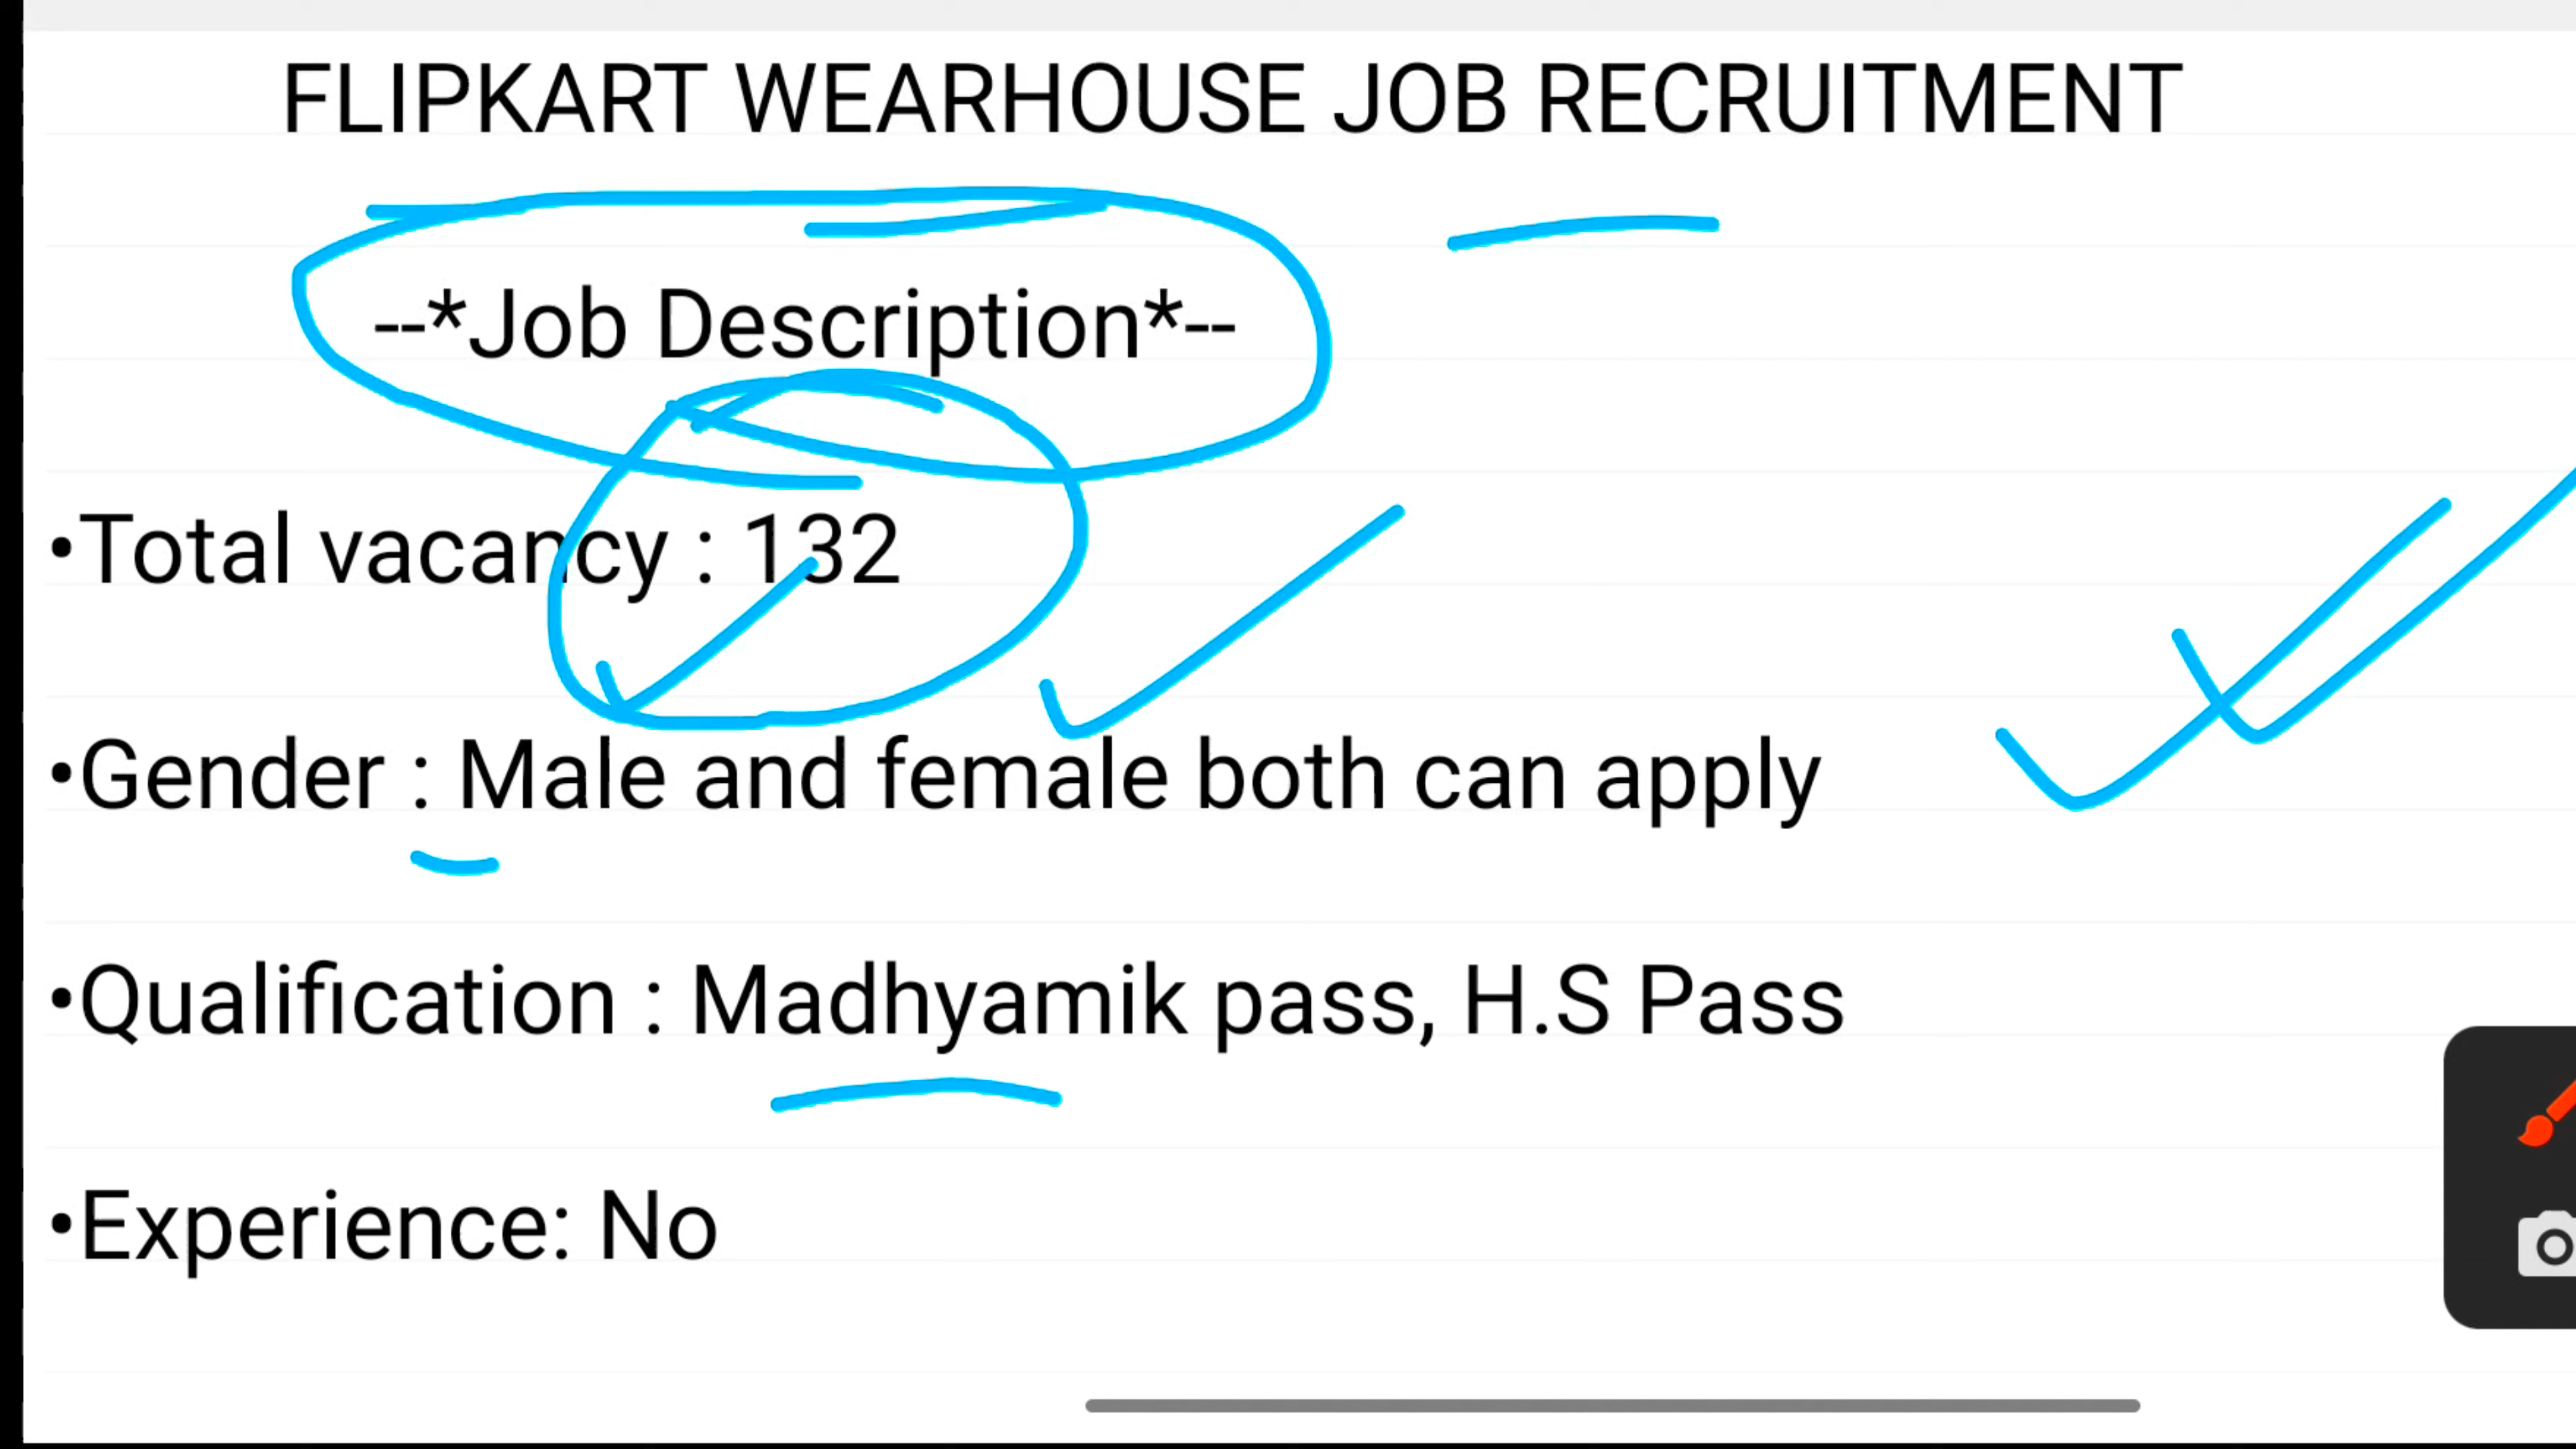 FLIPKART WEARHOUSE JOB RECRUITMENT
--*Job Description*--
•Total vacancy : 132
•Gender : Male and female both can apply
•Qualification : Madhyamik pass, H.S Pass
•Experience: No